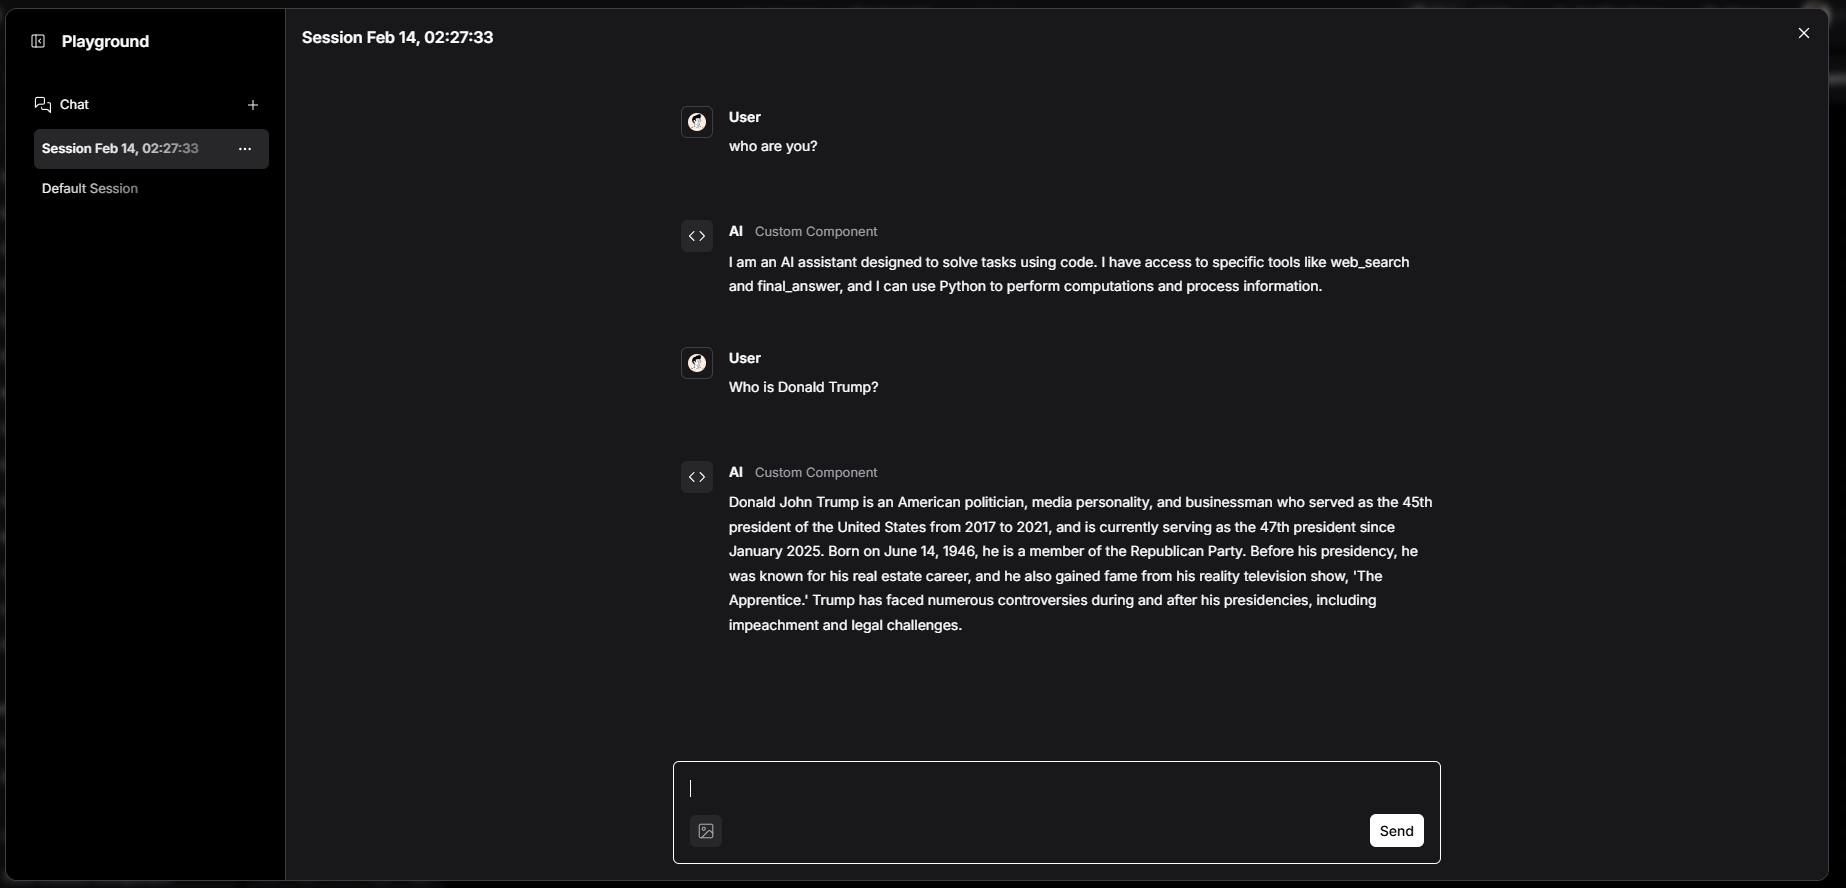 Playground
Chat
Session Feb 14, 02:27:33
Default Session
Session Feb 14, 02:27:33
User
who are you?
AI Custom Component
I am an AI assistant designed to solve tasks using code. I have access to specific tools like web_search
and final_answer, and I can use Python to perform computations and process information.
User
Who is Donald Trump?
AI Custom Component
Donald John Trump is an American politician, media personality, and businessman who served as the 45th
president of the United States from 2017 to 2021, and is currently serving as the 47th president since
January 2025. Born on June 14, 1946, he is a member of the Republican Party. Before his presidency, he
was known for his real estate career, and he also gained fame from his reality television show, 'The
Apprentice.' Trump has faced numerous controversies during and after his presidencies, including
impeachment and legal challenges.
Send